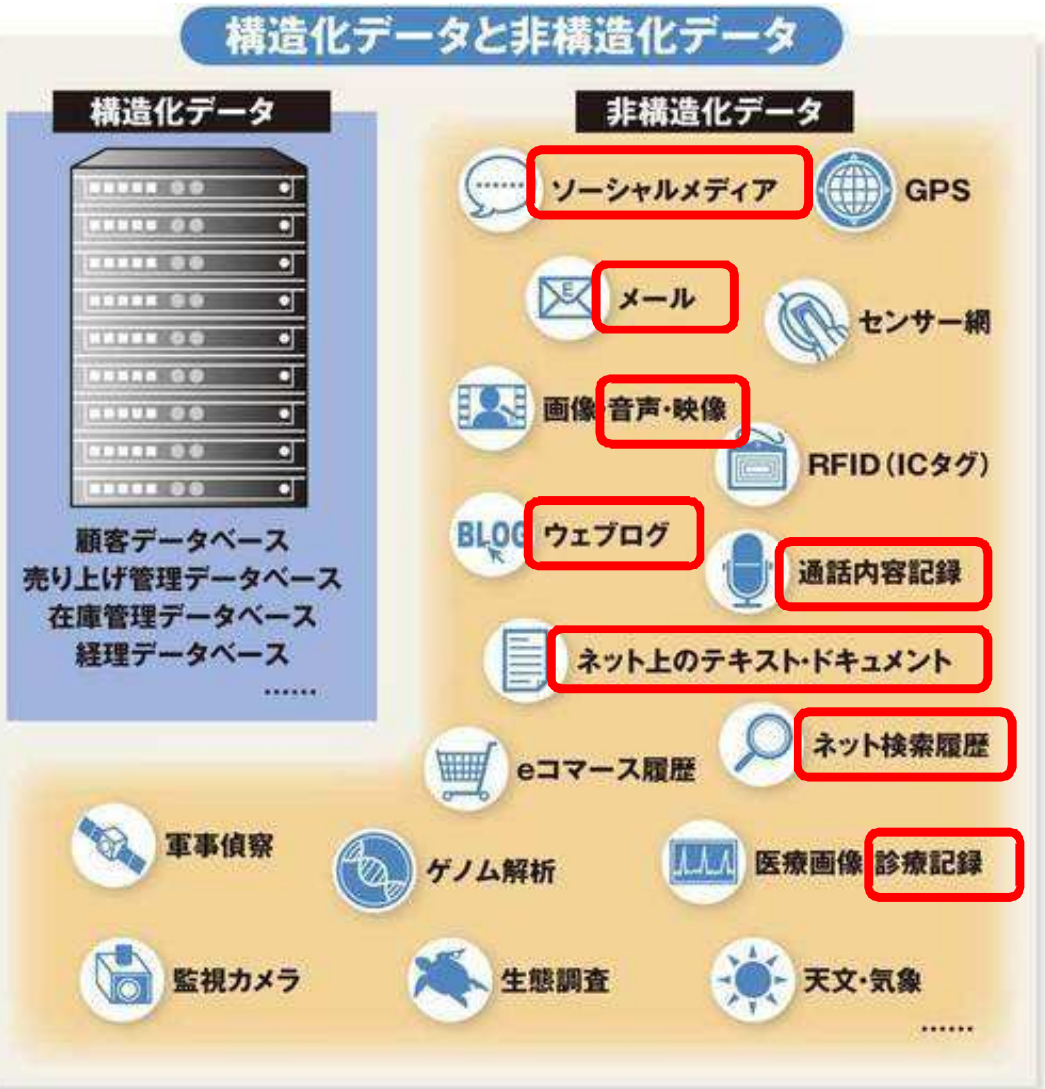 構造化データと非構造化データ
構造化データ
顧客データベース
売り上げ管理データベース
在庫管理データベース
経理データベース
……
非構造化データ
ソーシャルメディア
GPS
E
メール
センサー網
画像・音声・映像
RFID(ICタグ)
BLOG
ウェブログ
通話内容記録
ネット上のテキスト・ドキュメント
ネット検索履歴
eコマース履歴
軍事偵察
ゲノム解析
医療画像 診療記録
監視カメラ
生態調査
天文・気象
……